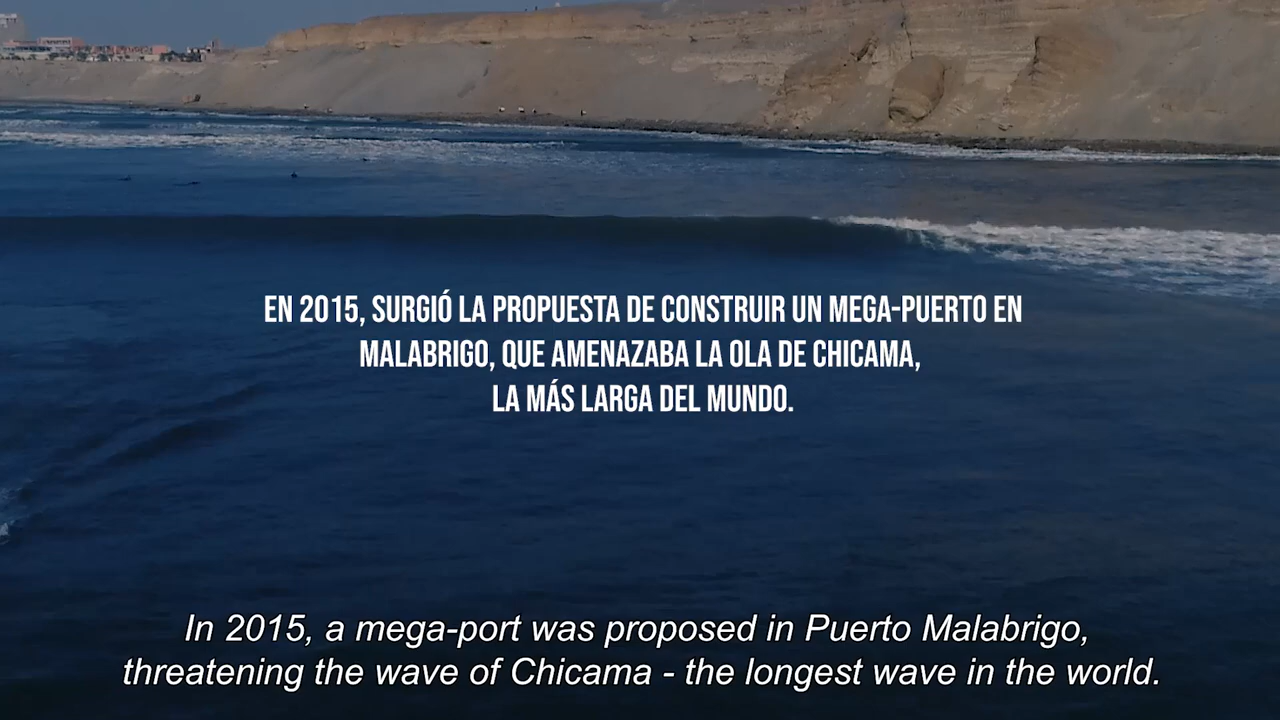 EN 2015, SURGIÓ LA PROPUESTA DE CONSTRUIR UN MEGA-PUERTO EN
MALABRIGO, QUE AMENAZABA LA OLA DE CHICAMA,
LA MÁS LARGA DEL MUNDO.
In 2015, a mega-port was proposed in Puerto Malabrigo,
threatening the wave of Chicama - the longest wave in the world.